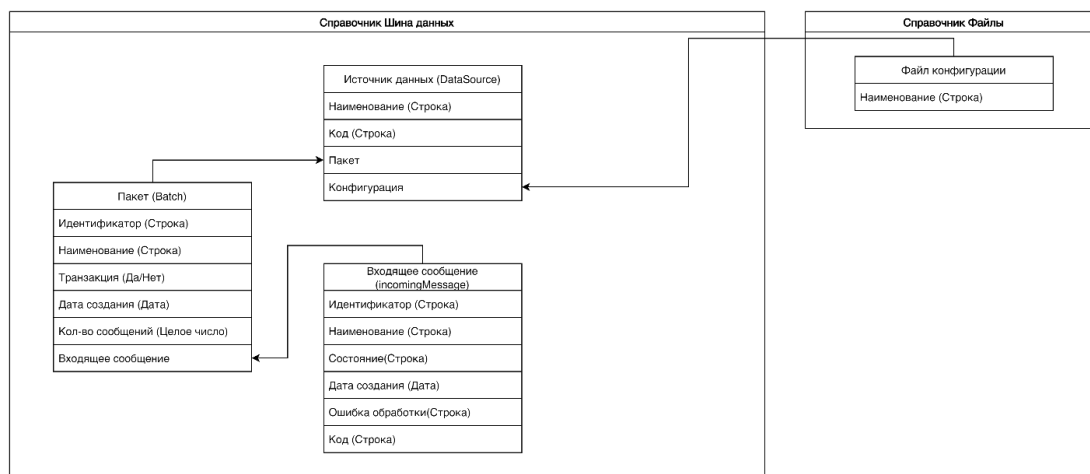 Справочник Шина данных
Справочник Файлы
Источник данных (DataSource)
Наименование (Строка)
Код (Строка)
Пакет
Конфигурация
Файл конфигурации
Наименование (Строка)
Пакет (Batch)
Идентификатор (Строка)
Наименование (Строка)
Транзакция (Да/Нет)
Дата создания (Дата)
Кол-во сообщений (Целое число)
Входящее сообщение
Входящее сообщение
(incomingMessage)
Идентификатор (Строка)
Наименование (Строка)
Состояние(Строка)
Дата создания (Дата)
Ошибка обработки(Строка)
Код (Строка)